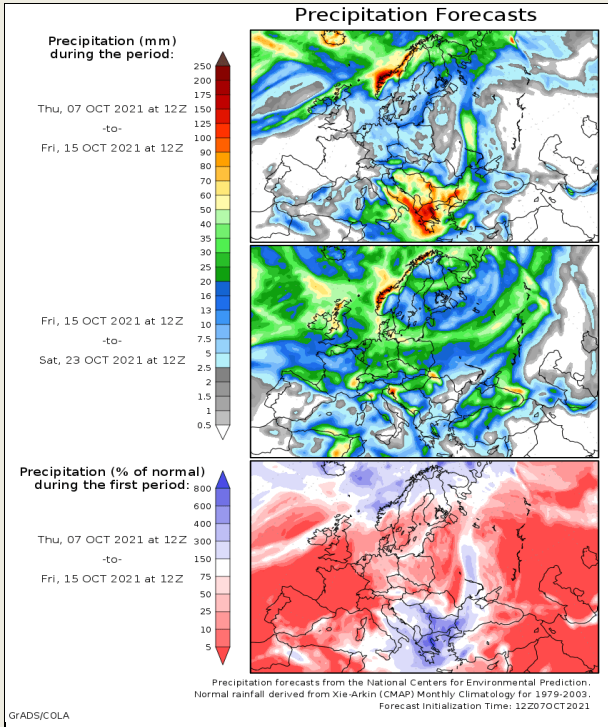 Precipitation Forecasts
Precipitation (mm)
during the period:
Thu, 07 OCT 2021 at 12Z
-to-
Fri, 15 OCT 2021 at 12Z
250
200
175
150
125
100
90
80
70
60
50
40
35
30
25
20
16
13
10
7.5
5
2.5
2
1.5
1
0.5
Fri, 15 OCT 2021 at 12Z
-to-
Sat, 23 OCT 2021 at 12Z
Precipitation (% of normal)
during the first period:
Thu, 07 OCT 2021 at 12Z
-to-
Fri, 15 OCT 2021 at 12Z
800
600
400
300
150
75
50
25
10
5
Precipitation forecasts from the National Centers for Environmental Prediction.
Normal rainfall derived from Xie-Arkin (CMAP) Monthly Climatology for 1979-2003.
Forecast Initialization Time: 12Z07OCT2021
GrADS/COLA